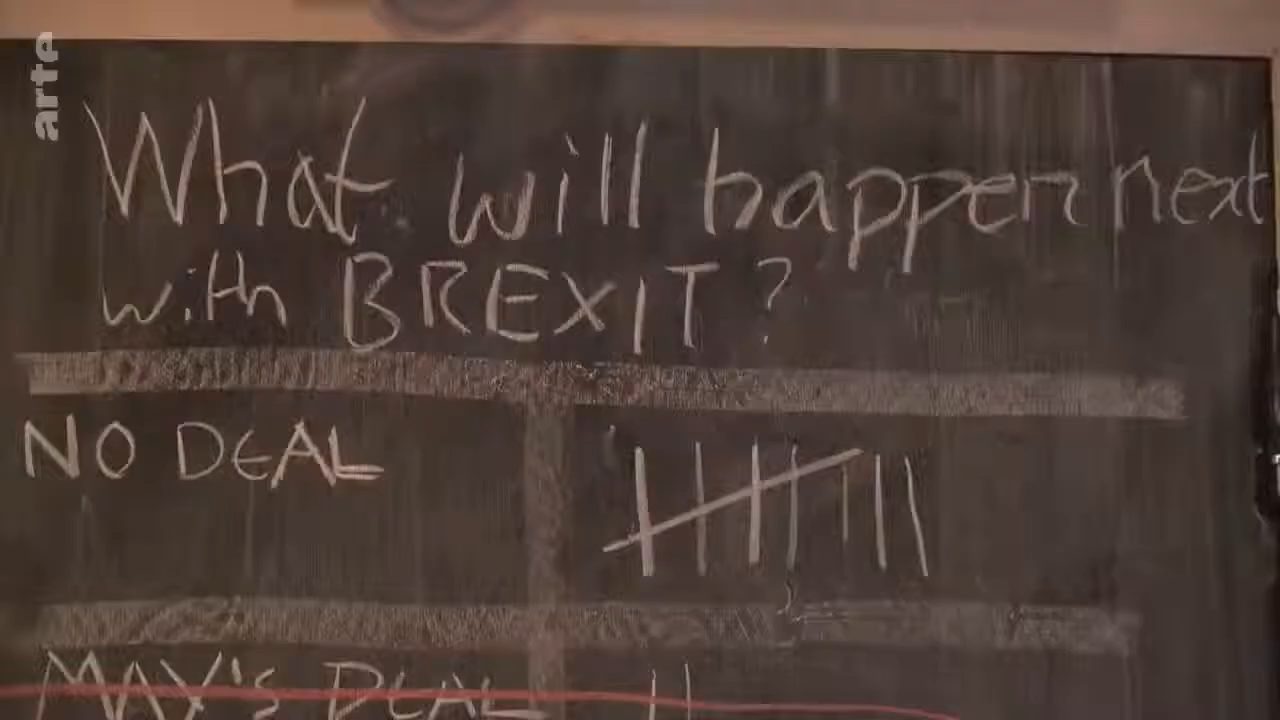 arte
What will happen next
with BREXIT?
NO DEAL
MAY'S DEAL